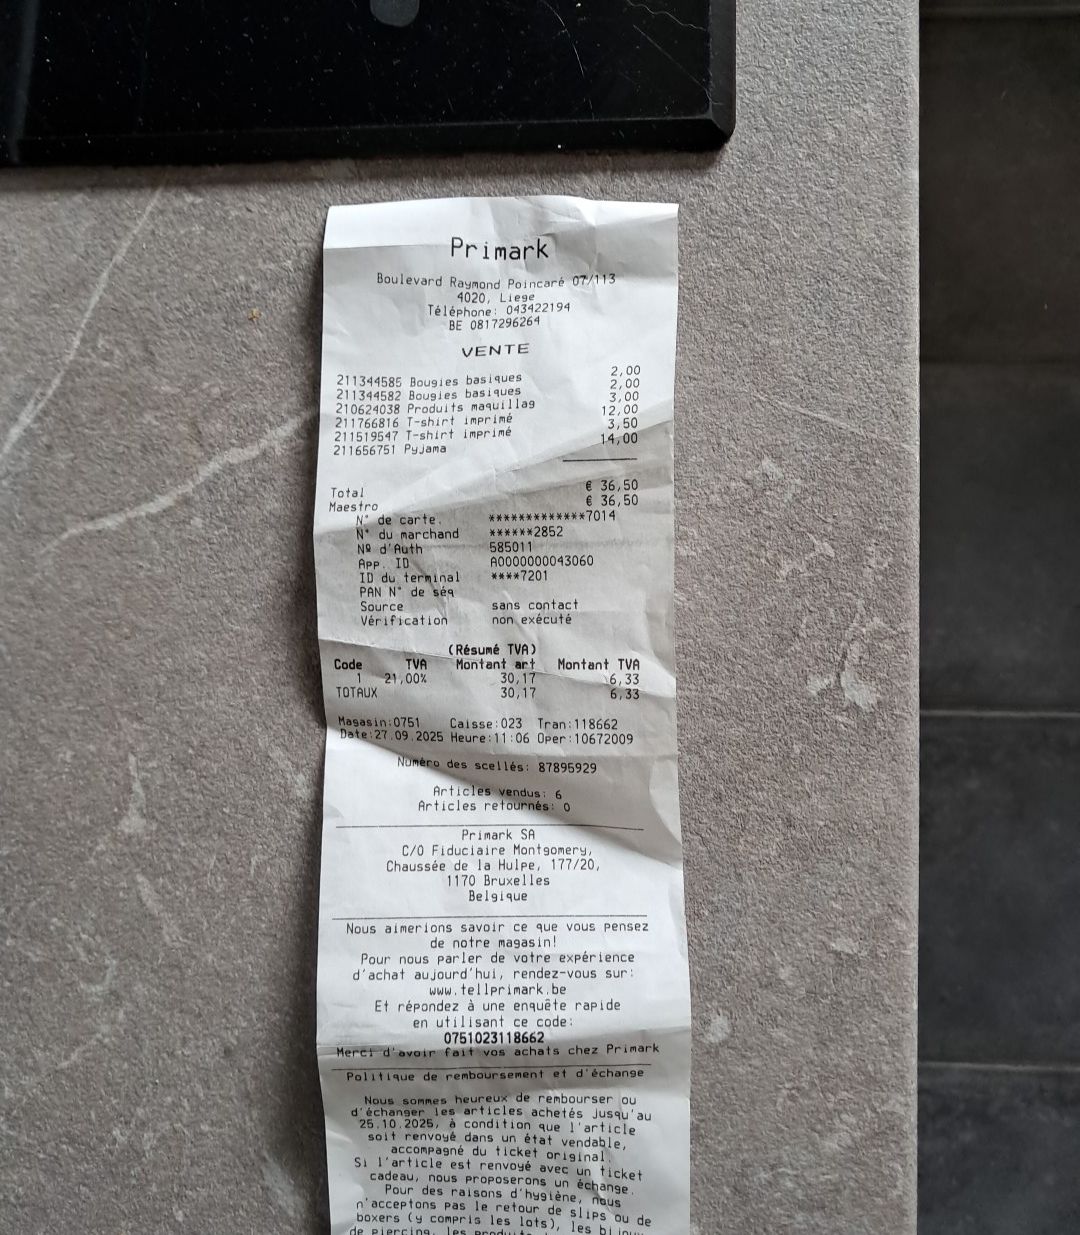 Primark
Boulevard Raymond Poincaré 07/113
4020, Liege
Téléphone: 043422194
BE 0817296264
VENTE
211344585 Bougies basiques 2,00
211344582 Bougies basiques 2,00
210624038 Produits maquillag 3,00
211766816 T-shirt imprimé 12,00
211519547 T-shirt imprimé 3,50
211656751 Pyjama 14,00
Total € 36,50
Maestro € 36,50
N° de carte. *************7014
N° du marchand ******2852
Nº d'Auth 585011
App. ID A0000000043060
ID du terminal ****7201
PAN N° de séq
Source sans contact
Vérification non exécuté
(Résumé TVA)
Code TVA Montant art Montant TVA
1 21,00% 30,17 6,33
TOTAUX 30,17 6,33
Magasin:0751 Caisse:023 Tran:118662
Date:27.09.2025 Heure:11:06 Oper:10672009
Numéro des scellés: 87895929
Articles vendus: 6
Articles retournés: 0
Primark SA
C/O Fiduciaire Montgomery,
Chaussée de la Hulpe, 177/20,
1170 Bruxelles
Belgique
Nous aimerions savoir ce que vous pensez
de notre magasin!
Pour nous parler de votre expérience
d'achat aujourd'hui, rendez-vous sur:
www.tellprimark.be
Et répondez à une enquête rapide
en utilisant ce code:
0751023118662
Merci d'avoir fait vos achats chez Primark
Politique de remboursement et d'échange
Nous sommes heureux de rembourser ou
d'échanger les articles achetés jusqu'au
25.10.2025, à condition que l'article
soit renvoyé dans un état vendable,
accompagné du ticket original.
Si l'article est renvoyé avec un ticket
cadeau, nous proposerons un échange.
Pour des raisons d'hygiène, nous
n'acceptons pas le retour de slips ou de
boxers (y compris les lots), les bijoux
de piercing, les